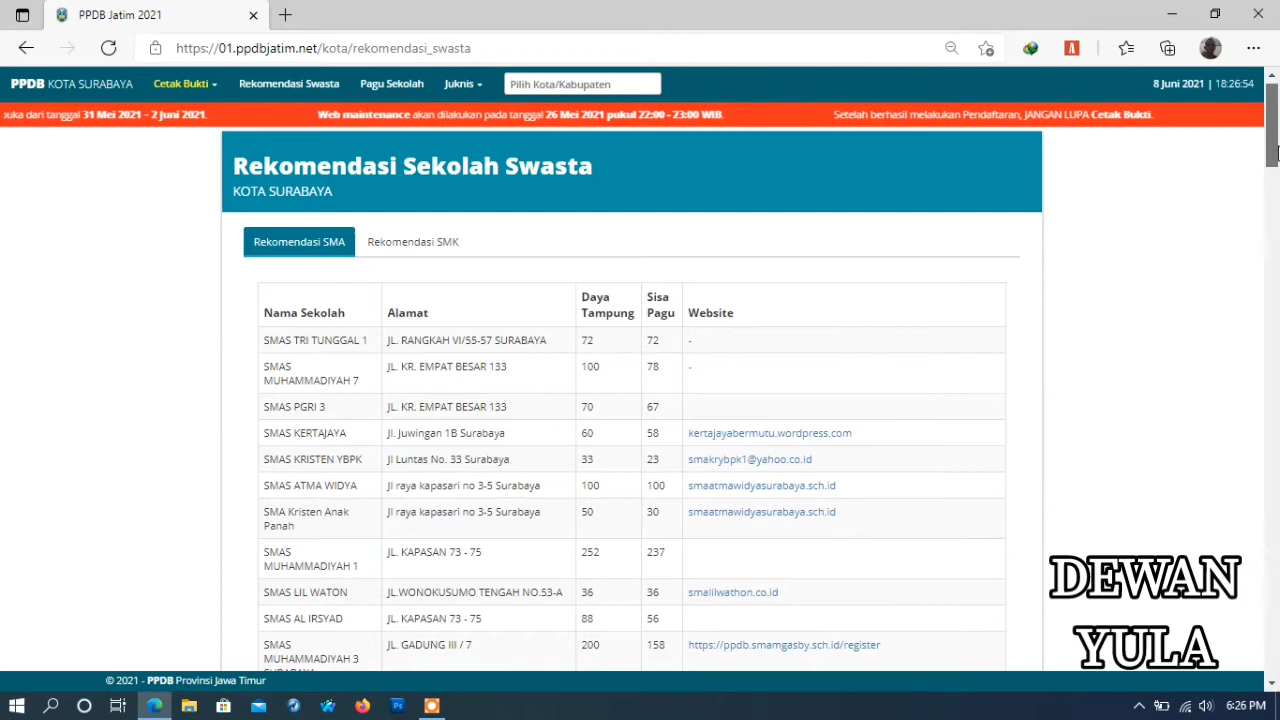 PPDB Jatim 2021
https://01.ppdbjatim.net/kota/rekomendasi_swasta
PPDB KOTA SURABAYA Cetak Bukti Rekomendasi Swasta Pagu Sekolah Juknis Pilih Kota/Kabupaten 8 Juni 2021 | 18:26:54
dari tanggal 31 Mei 2021 - 2 Juni 2021. Web maintenance akan dilakukan pada tanggal 26 Mei 2021 pukul 22:00 - 23:00 WIB. Setelah berhasil melakukan Pendaftaran, JANGAN LUPA Cetak Bukti.
Rekomendasi Sekolah Swasta
KOTA SURABAYA
Rekomendasi SMA Rekomendasi SMK
Nama Sekolah Alamat Daya Tampung Sisa Pagu Website
SMAS TRI TUNGGAL 1 JL. RANGKAH VI/55-57 SURABAYA 72 72 -
SMAS MUHAMMADIYAH 7 JL. KR. EMPAT BESAR 133 100 78 -
SMAS PGRI 3 JL. KR. EMPAT BESAR 133 70 67
SMAS KERTAJAYA Jl. Juwingan 1B Surabaya 60 58 kertajayabermutu.wordpress.com
SMAS KRISTEN YBPK Jl Luntas No. 33 Surabaya 33 23 smakrybpk1@yahoo.co.id
SMAS ATMA WIDYA Jl raya kapasari no 3-5 Surabaya 100 100 smaatmawidyasurabaya.sch.id
SMA Kristen Anak Panah Jl raya kapasari no 3-5 Surabaya 50 30 smaatmawidyasurabaya.sch.id
SMAS MUHAMMADIYAH 1 JL. KAPASAN 73 - 75 252 237
SMAS LIL WATON JL.WONOKUSUMO TENGAH NO.53-A 36 36 smalilwathon.co.id
SMAS AL IRSYAD JL. KAPASAN 73 - 75 88 56
SMAS MUHAMMADIYAH 3 JL. GADUNG III / 7 200 158 https://ppdb.smamgasby.sch.id/register
DEWAN
YULA
© 2021 - PPDB Provinsi Jawa Timur
6:26 PM